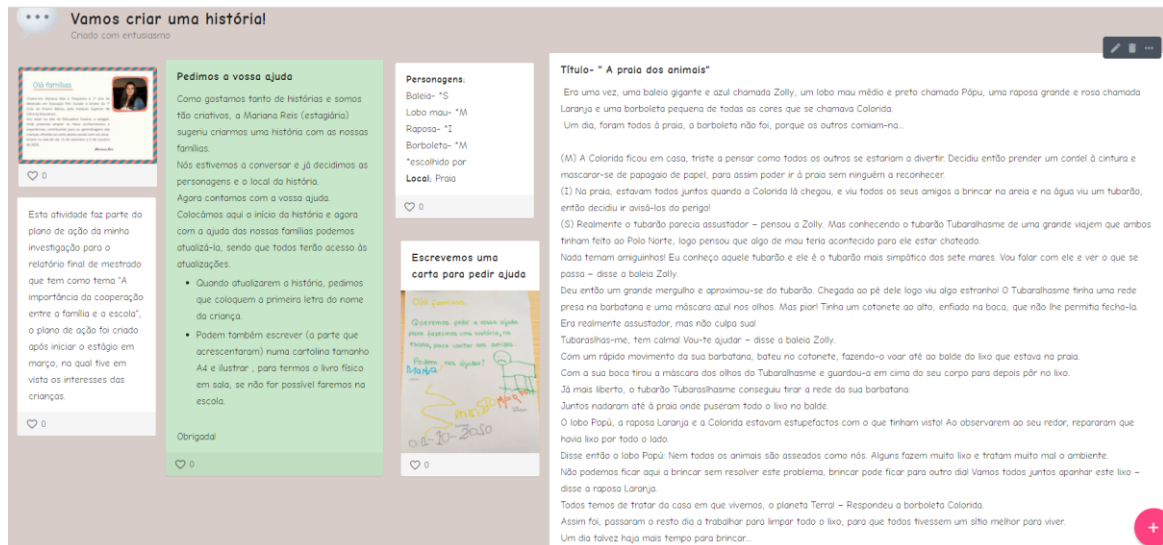 Vamos criar uma história!
Criado com entusiasmo
Olá famílias,
Esta atividade faz parte do
plano de ação da minha
investigação para o
relatório final de mestrado
que tem como tema "A
importância da cooperação
entre a família e a escola",
o plano de ação foi criado
após iniciar o estágio em
março, na qual tive em
vista os interesses das
crianças.
0
0
Pedimos a vossa ajuda
Como gostamos tanto de histórias e somos
tão criativos, a Mariana Reis (estagiária)
sugeriu criarmos uma história com as nossas
famílias.
Nós estivemos a conversar e já decidimos as
personagens e o local da história.
Agora contamos com a vossa ajuda.
Colocámos aqui o início da história e agora
com a ajuda das nossas famílias podemos
atualizá-la, sendo que todos terão acesso às
atualizações.
• Quando atualizarem a história, pedimos
que coloquem a primeira letra do nome
da criança.
• Podem também escrever (a parte que
acrescentaram) numa cartolina tamanho
A4 e ilustrar , para termos o livro físico
em sala, se não for possível faremos na
escola.
Obrigada!
0
Personagens:
Baleia- *S
Lobo mau- *M
Raposa- *I
Borboleta- *M
*escolhido por
Local: Praia
0
Escrevemos uma
carta para pedir ajuda
Olá famílias,
Queremos pedir a vossa ajuda
para fazermos uma história, na
escola, para contar aos amigos.
Podem nos ajudar?
0
Título- " A praia dos animais"
Era uma vez, uma baleia gigante e azul chamada Zolly, um lobo mau médio e preto chamado Pópu, uma raposa grande e rosa chamada
Laranja e uma borboleta pequena de todas as cores que se chamava Colorida.
Um dia, foram todos à praia, a borboleta não foi, porque os outros comiam-na...
(M) A Colorida ficou em casa, triste a pensar como todos os outros se estariam a divertir. Decidiu então prender um cordel à cintura e
mascarar-se de papagaio de papel, para assim poder ir à praia sem ninguém a reconhecer.
(I) Na praia, estavam todos juntos quando a Colorida lá chegou, e viu todos os seus amigos a brincar na areia e na água viu um tubarão,
então decidiu ir avisá-los do perigo!
(S) Realmente o tubarão parecia assustador – pensou a Zolly. Mas conhecendo o tubarão Tubaralhasme de uma grande viajem que ambos
tinham feito ao Polo Norte, logo pensou que algo de mau teria acontecido para ele estar chateado.
Nada temam amiguinhos! Eu conheço aquele tubarão e ele é o tubarão mais simpático dos sete mares. Vou falar com ele e ver o que se
passa – disse a baleia Zolly.
Deu então um grande mergulho e aproximou-se do tubarão. Chegada ao pé dele logo viu algo estranho! O Tubaralhasme tinha uma rede
presa na barbatana e uma máscara azul nos olhos. Mas pior! Tinha um cotonete ao alto, enfiado na boca, que não lhe permitia fecha-la.
Era realmente assustador, mas não culpa sua!
Tubaraslhas-me, tem calma! Vou-te ajudar – disse a baleia Zolly.
Com um rápido movimento da sua barbatana, bateu no cotonete, fazendo-o voar até ao balde do lixo que estava na praia.
Com a sua boca tirou a máscara dos olhos do Tubaralhasme e guardou-a em cima do seu corpo para depois pôr no lixo.
Já mais liberto, o tubarão Tubaraslhasme conseguiu tirar a rede da sua barbatana.
Juntos nadaram até à praia onde puseram todo o lixo no balde.
O lobo Popú, a raposa Laranja e a Colorida estavam estupefactos com o que tinham visto! Ao observarem ao seu redor, repararam que
havia lixo por todo o lado.
Disse então o lobo Popú: Nem todos os animais são asseados como nós. Alguns fazem muito lixo e tratam muito mal o ambiente.
Não podemos ficar aqui a brincar sem resolver este problema, brincar pode ficar para outro dia! Vamos todos juntos apanhar este lixo –
disse a raposa Laranja.
Todos temos de tratar da casa em que vivemos, o planeta Terra! – Respondeu a borboleta Colorida.
Assim foi, passaram o resto dia a trabalhar para limpar todo o lixo, para que todos tivessem um sítio melhor para viver.
Um dia talvez haja mais tempo para brincar...